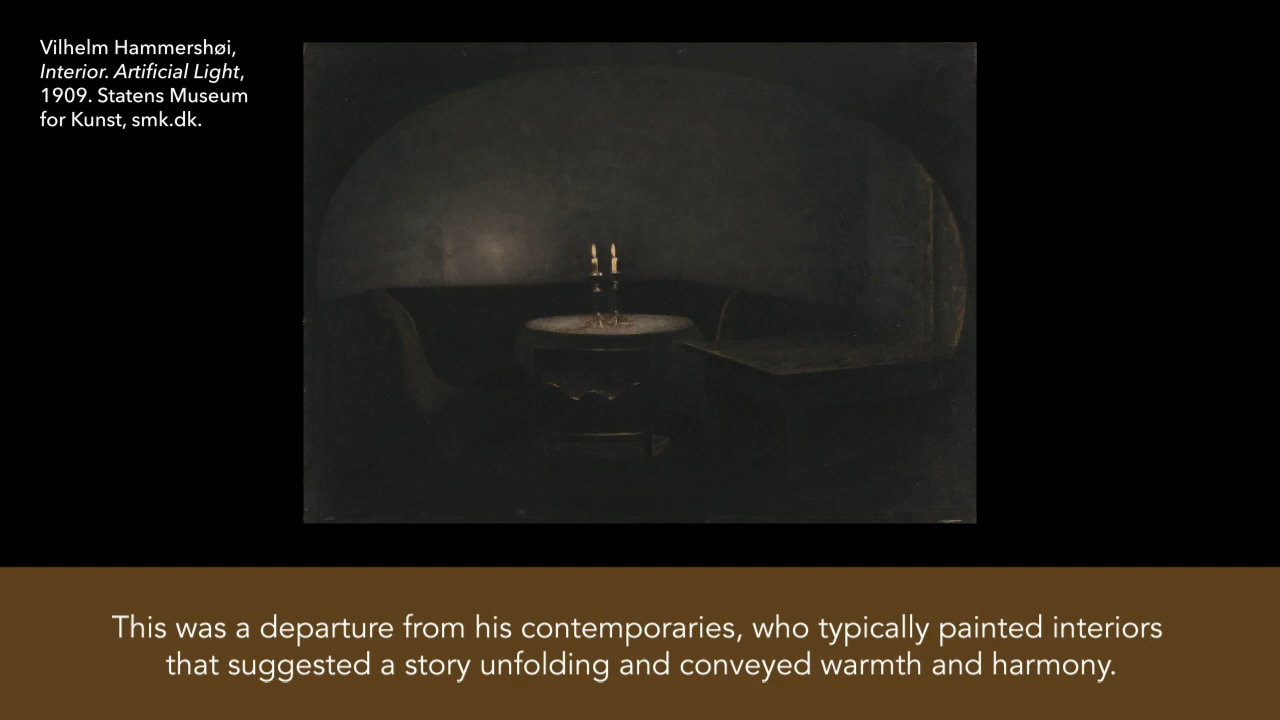 Vilhelm Hammershøi,
Interior. Artificial Light,
1909. Statens Museum
for Kunst, smk.dk.
This was a departure from his contemporaries, who typically painted interiors
that suggested a story unfolding and conveyed warmth and harmony.